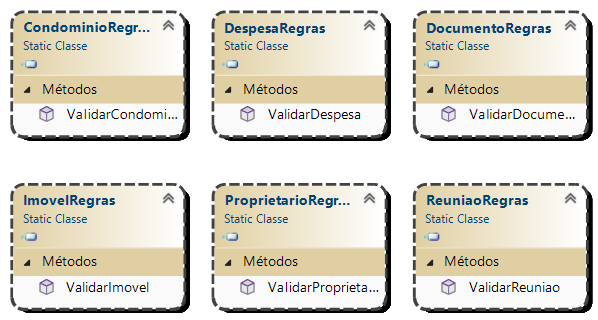 CondominioRegr...
Static Classe
Métodos
ValidarCondomi...
DespesaRegras
Static Classe
Métodos
ValidarDespesa
DocumentoRegras
Static Classe
Métodos
ValidarDocume...
ImovelRegras
Static Classe
Métodos
ValidarImovel
ProprietarioRegr...
Static Classe
Métodos
ValidarProprieta...
ReuniaoRegras
Static Classe
Métodos
ValidarReuniao